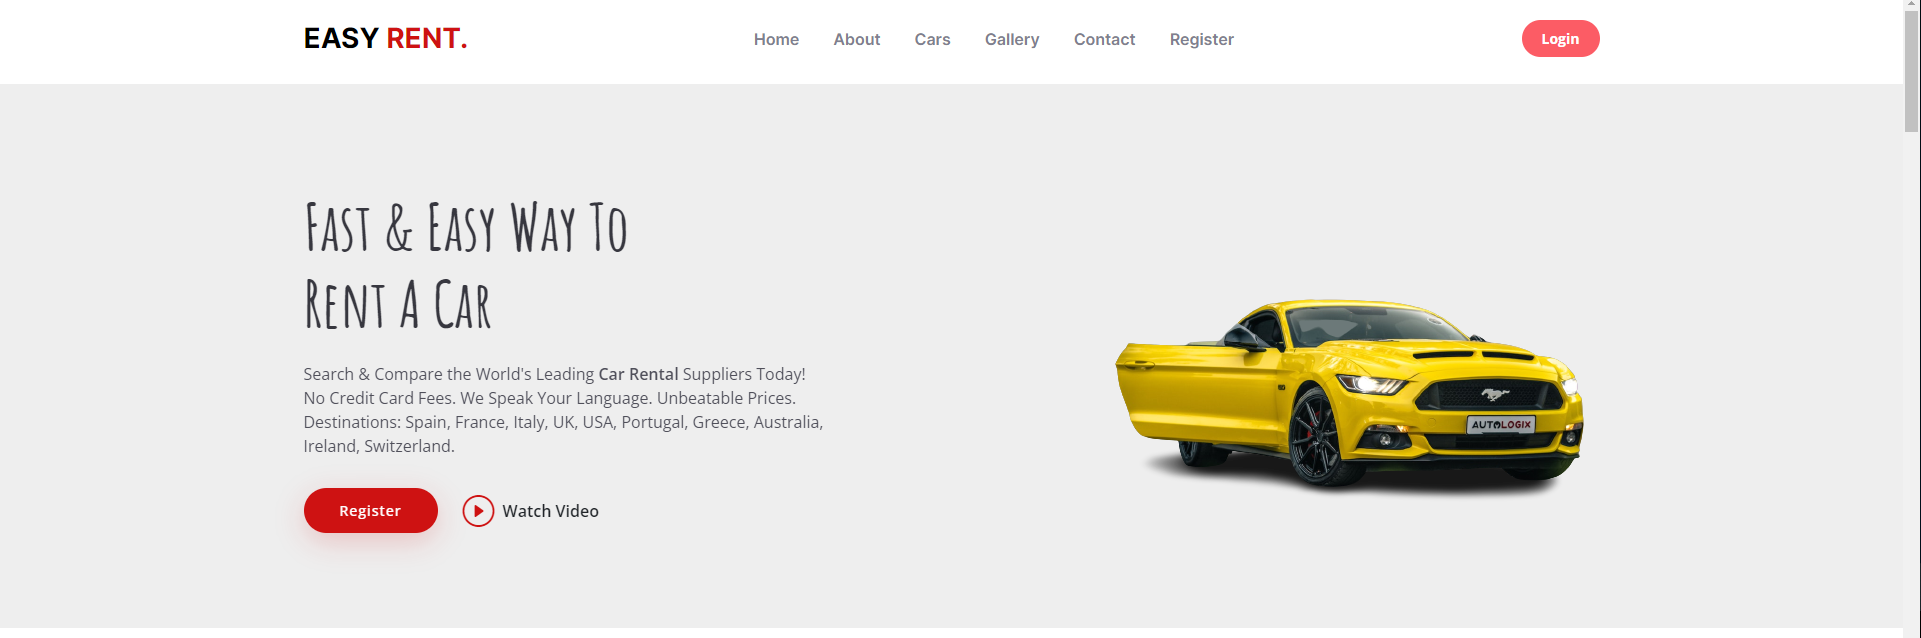 EASY RENT.
Home About Cars Gallery Contact Register
Login
Fast & Easy Way To
Rent A Car
Search & Compare the World's Leading Car Rental Suppliers Today!
No Credit Card Fees. We Speak Your Language. Unbeatable Prices.
Destinations: Spain, France, Italy, UK, USA, Portugal, Greece, Australia,
Ireland, Switzerland.
Register
Watch Video
AUTOLOGIX